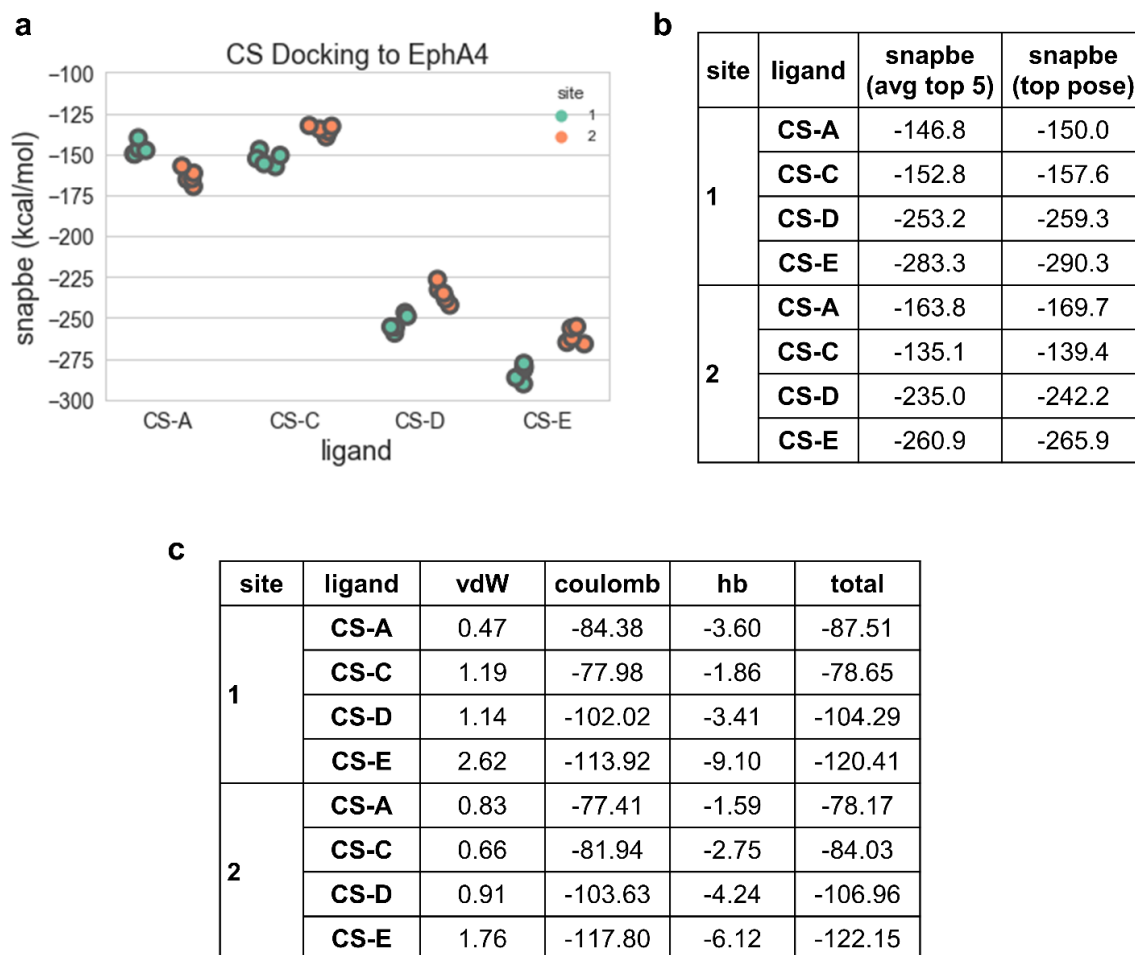 a
CS Docking to EphA4
−100
−125
−150
−175
−200
−225
−250
−275
−300
snapbe (kcal/mol)
site
1
2
CS-A CS-C CS-D CS-E
ligand
b
site ligand snapbe (avg top 5) snapbe (top pose)
1 CS-A -146.8 -150.0
CS-C -152.8 -157.6
CS-D -253.2 -259.3
CS-E -283.3 -290.3
2 CS-A -163.8 -169.7
CS-C -135.1 -139.4
CS-D -235.0 -242.2
CS-E -260.9 -265.9
c
site ligand vdW coulomb hb total
1 CS-A 0.47 -84.38 -3.60 -87.51
CS-C 1.19 -77.98 -1.86 -78.65
CS-D 1.14 -102.02 -3.41 -104.29
CS-E 2.62 -113.92 -9.10 -120.41
2 CS-A 0.83 -77.41 -1.59 -78.17
CS-C 0.66 -81.94 -2.75 -84.03
CS-D 0.91 -103.63 -4.24 -106.96
CS-E 1.76 -117.80 -6.12 -122.15